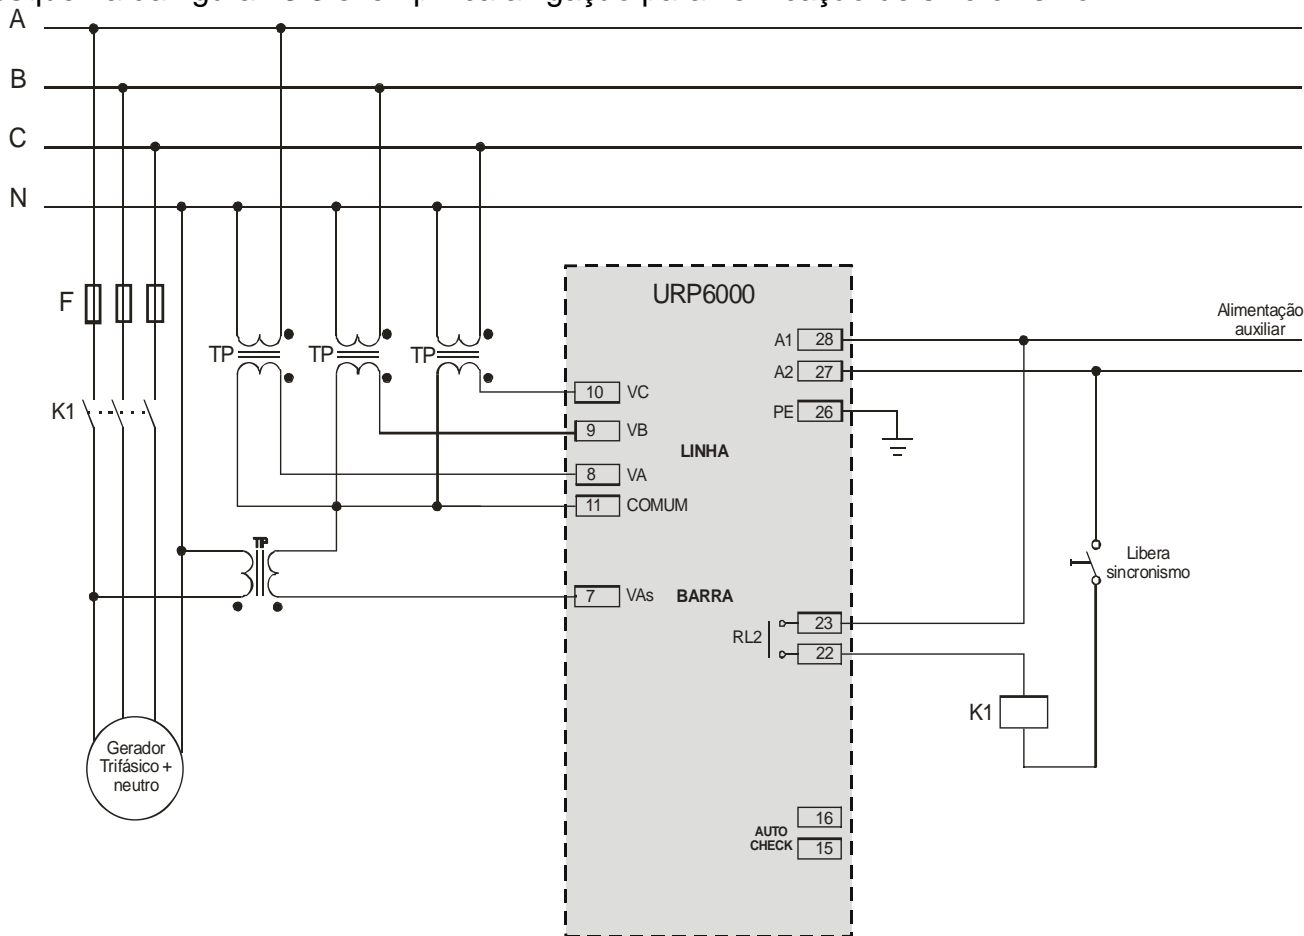 A
B
C
N
F
URP6000
Alimentação
auxiliar
A1 28
TP TP TP
A2 27
K1
10 VC
PE 26
9 VB
LINHA
8 VA
11 COMUM
TP
Libera
sincronismo
7 VAs BARRA
23
RL2
22
K1
Gerador
Trifásico +
neutro
16
AUTO
CHECK
15